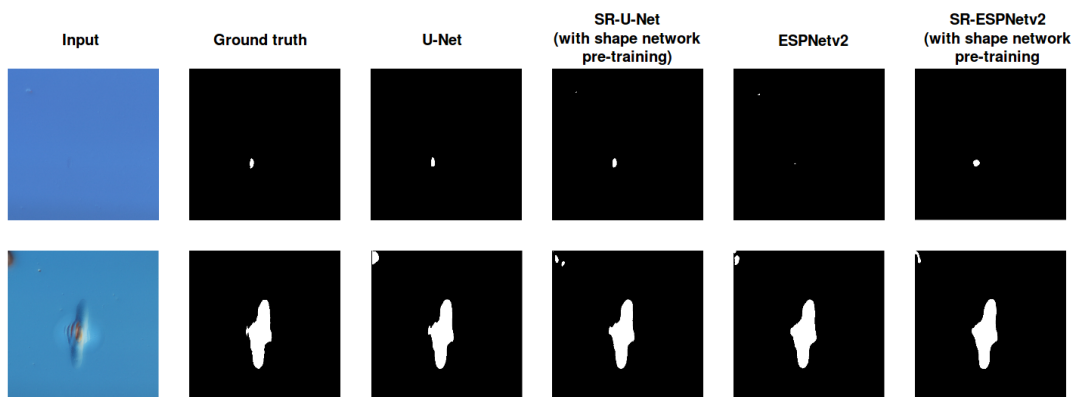 Input
Ground truth
U-Net
SR-U-Net
(with shape network
pre-training)
ESPNetv2
SR-ESPNetv2
(with shape network
pre-training